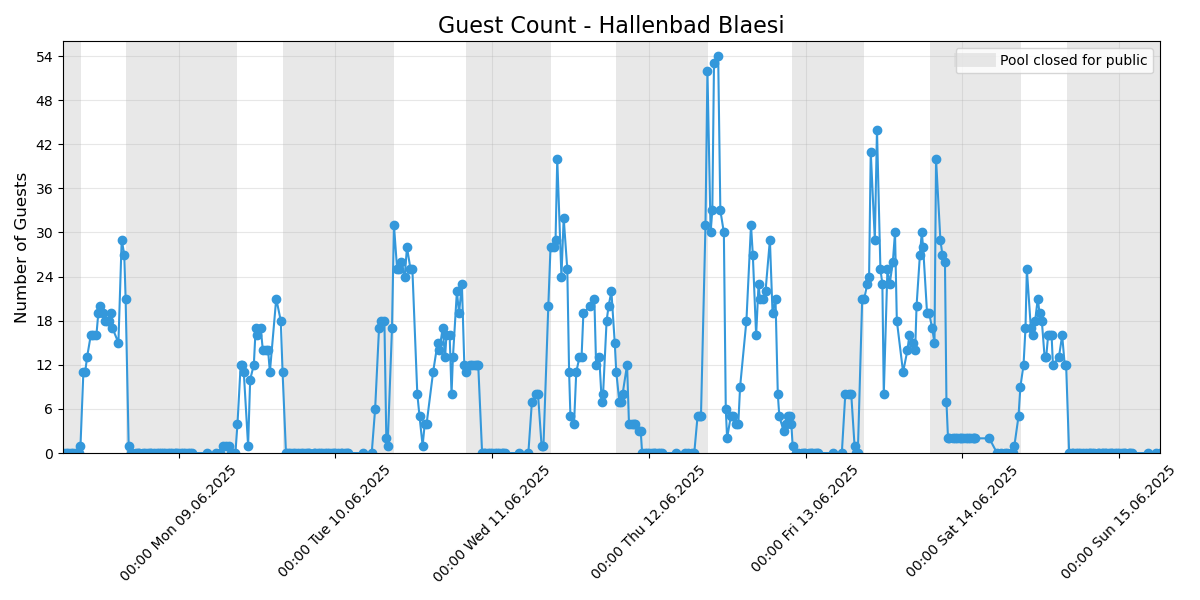 Guest Count - Hallenbad Blaesi
Pool closed for public
Number of Guests
54
48
42
36
30
24
18
12
6
0
00:00 Mon 09.06.2025
00:00 Tue 10.06.2025
00:00 Wed 11.06.2025
00:00 Thu 12.06.2025
00:00 Fri 13.06.2025
00:00 Sat 14.06.2025
00:00 Sun 15.06.2025